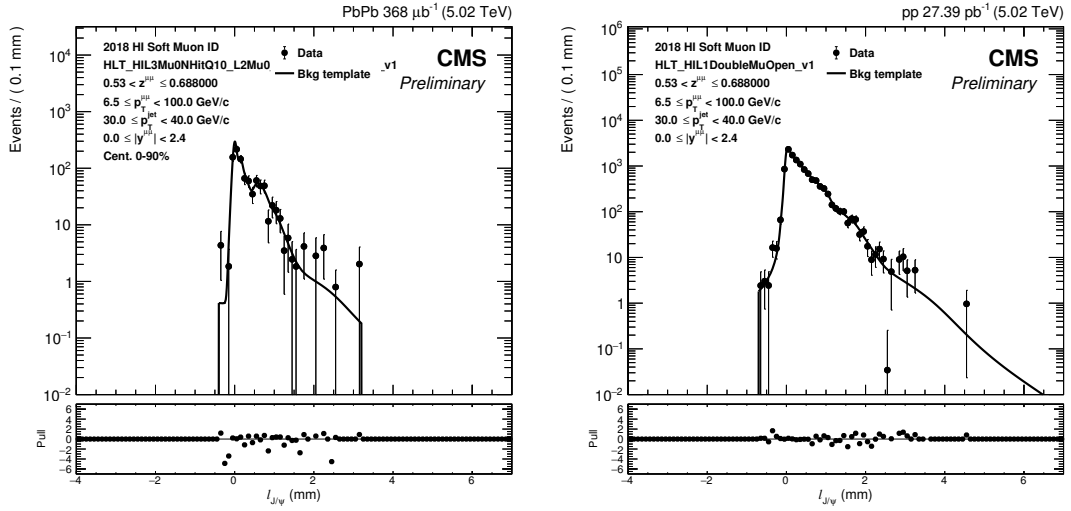 PbPb 368 μb⁻¹ (5.02 TeV)
Events / ( 0.1 mm )
10⁴
10³
10²
10
1
10⁻¹
10⁻²
2018 HI Soft Muon ID
HLT_HIL3Mu0NHitQ10_L2Mu0 _v1
0.53 < z^μμ ≤ 0.688000
6.5 ≤ p_T^μμ < 100.0 GeV/c
30.0 ≤ p_T^jet < 40.0 GeV/c
0.0 ≤ |y^μμ| < 2.4
Cent. 0-90%
Data
Bkg template
CMS
Preliminary
Pull
6
4
2
0
−2
−4
−6
−4 −2 0 2 4
l_J/ψ (mm)
pp 27.39 pb⁻¹ (5.02 TeV)
Events / ( 0.1 mm )
10⁶
10⁵
10⁴
10³
10²
10
1
10⁻¹
10⁻²
2018 HI Soft Muon ID
HLT_HIL1DoubleMuOpen_v1
0.53 < z^μμ ≤ 0.688000
6.5 ≤ p_T^μμ < 100.0 GeV/c
30.0 ≤ p_T^jet < 40.0 GeV/c
0.0 ≤ |y^μμ| < 2.4
Data
Bkg template
CMS
Preliminary
Pull
6
4
2
0
−2
−4
−6
−4 −2 0 2 4
l_J/ψ (mm)